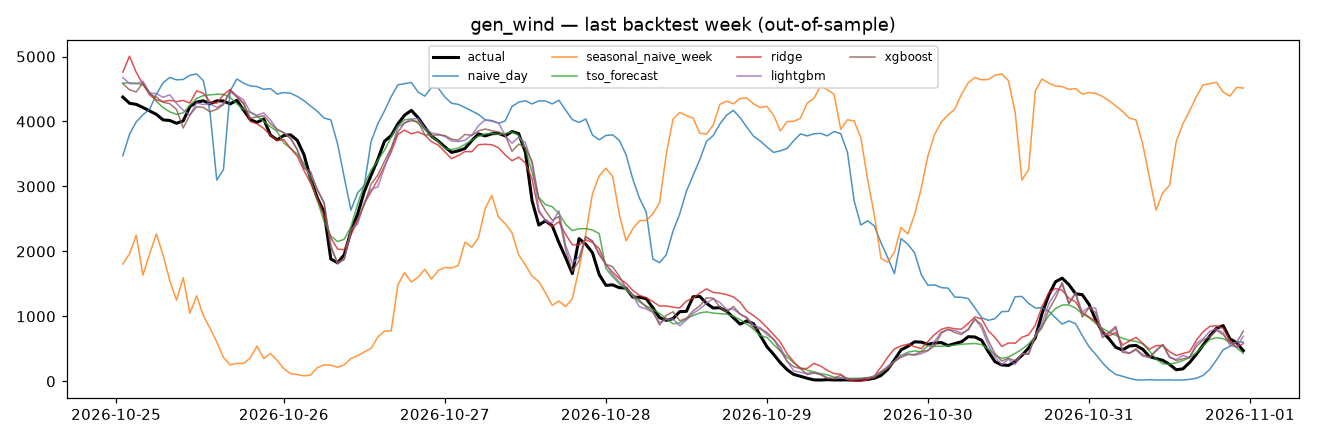 gen_wind — last backtest week (out-of-sample)
actual
naive_day
seasonal_naive_week
tso_forecast
ridge
lightgbm
xgboost
5000
4000
3000
2000
1000
0
2026-10-25
2026-10-26
2026-10-27
2026-10-28
2026-10-29
2026-10-30
2026-10-31
2026-11-01